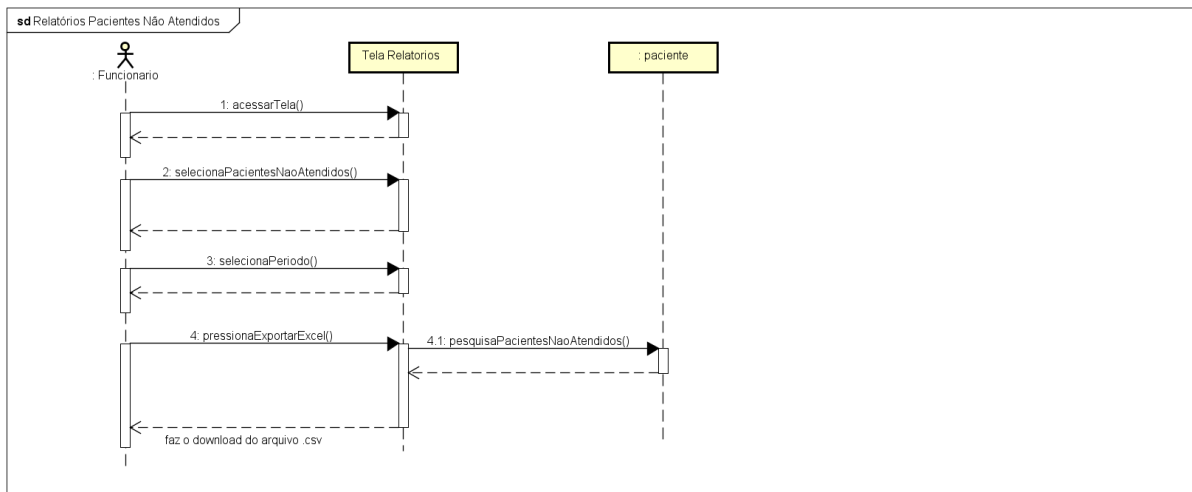 sd Relatórios Pacientes Não Atendidos
: Funcionario
Tela Relatorios
: paciente
1: acessarTela()
2: selecionaPacientesNaoAtendidos()
3: selecionaPeriodo()
4: pressionaExportarExcel()
4.1: pesquisaPacientesNaoAtendidos()
faz o download do arquivo .csv